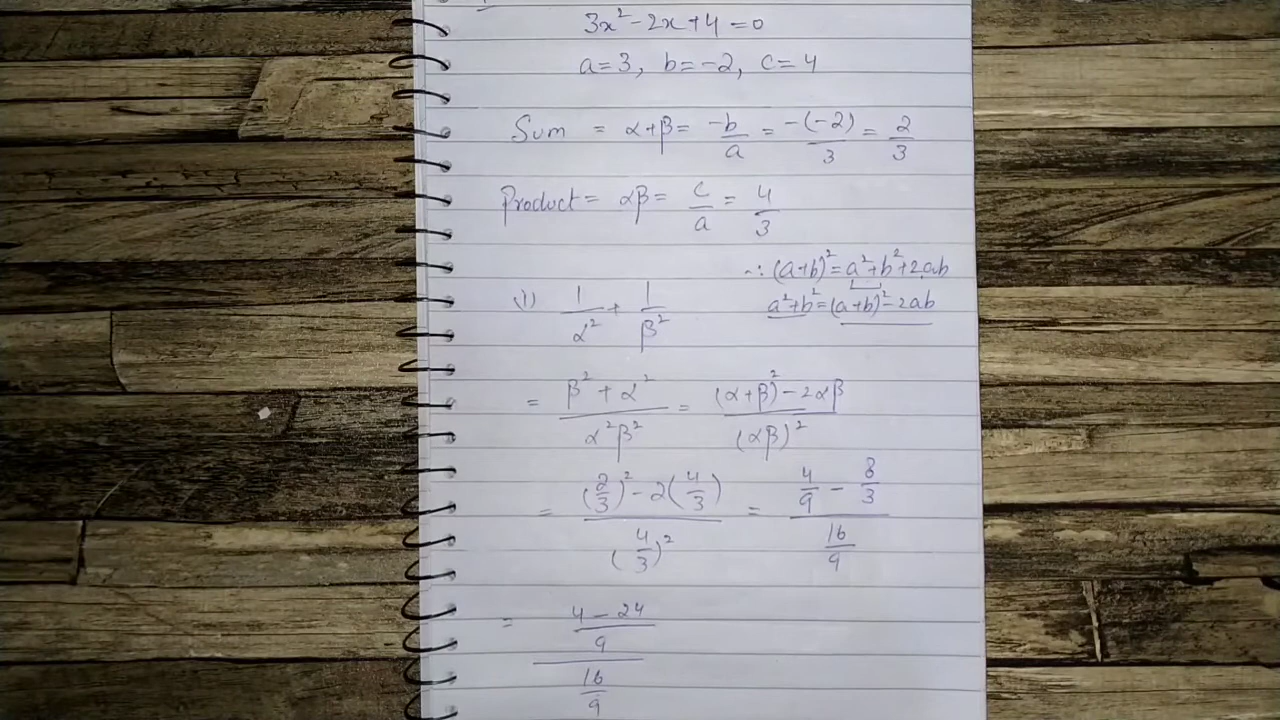 3x² - 2x + 4 = 0
a = 3, b = -2, c = 4
Sum = α+β = -b/a = -(-2)/3 = 2/3
Product = αβ = c/a = 4/3
∴ (a+b)² = a² + b² + 2ab
(i) 1/α² + 1/β²
a² + b² = (a+b)² - 2ab
= (β² + α²)/(α²β²) = ((α+β)² - 2αβ)/((αβ)²)
= ((2/3)² - 2(4/3))/((4/3)²) = (4/9 - 8/3)/(16/9)
= ((4 - 24)/9)/(16/9)